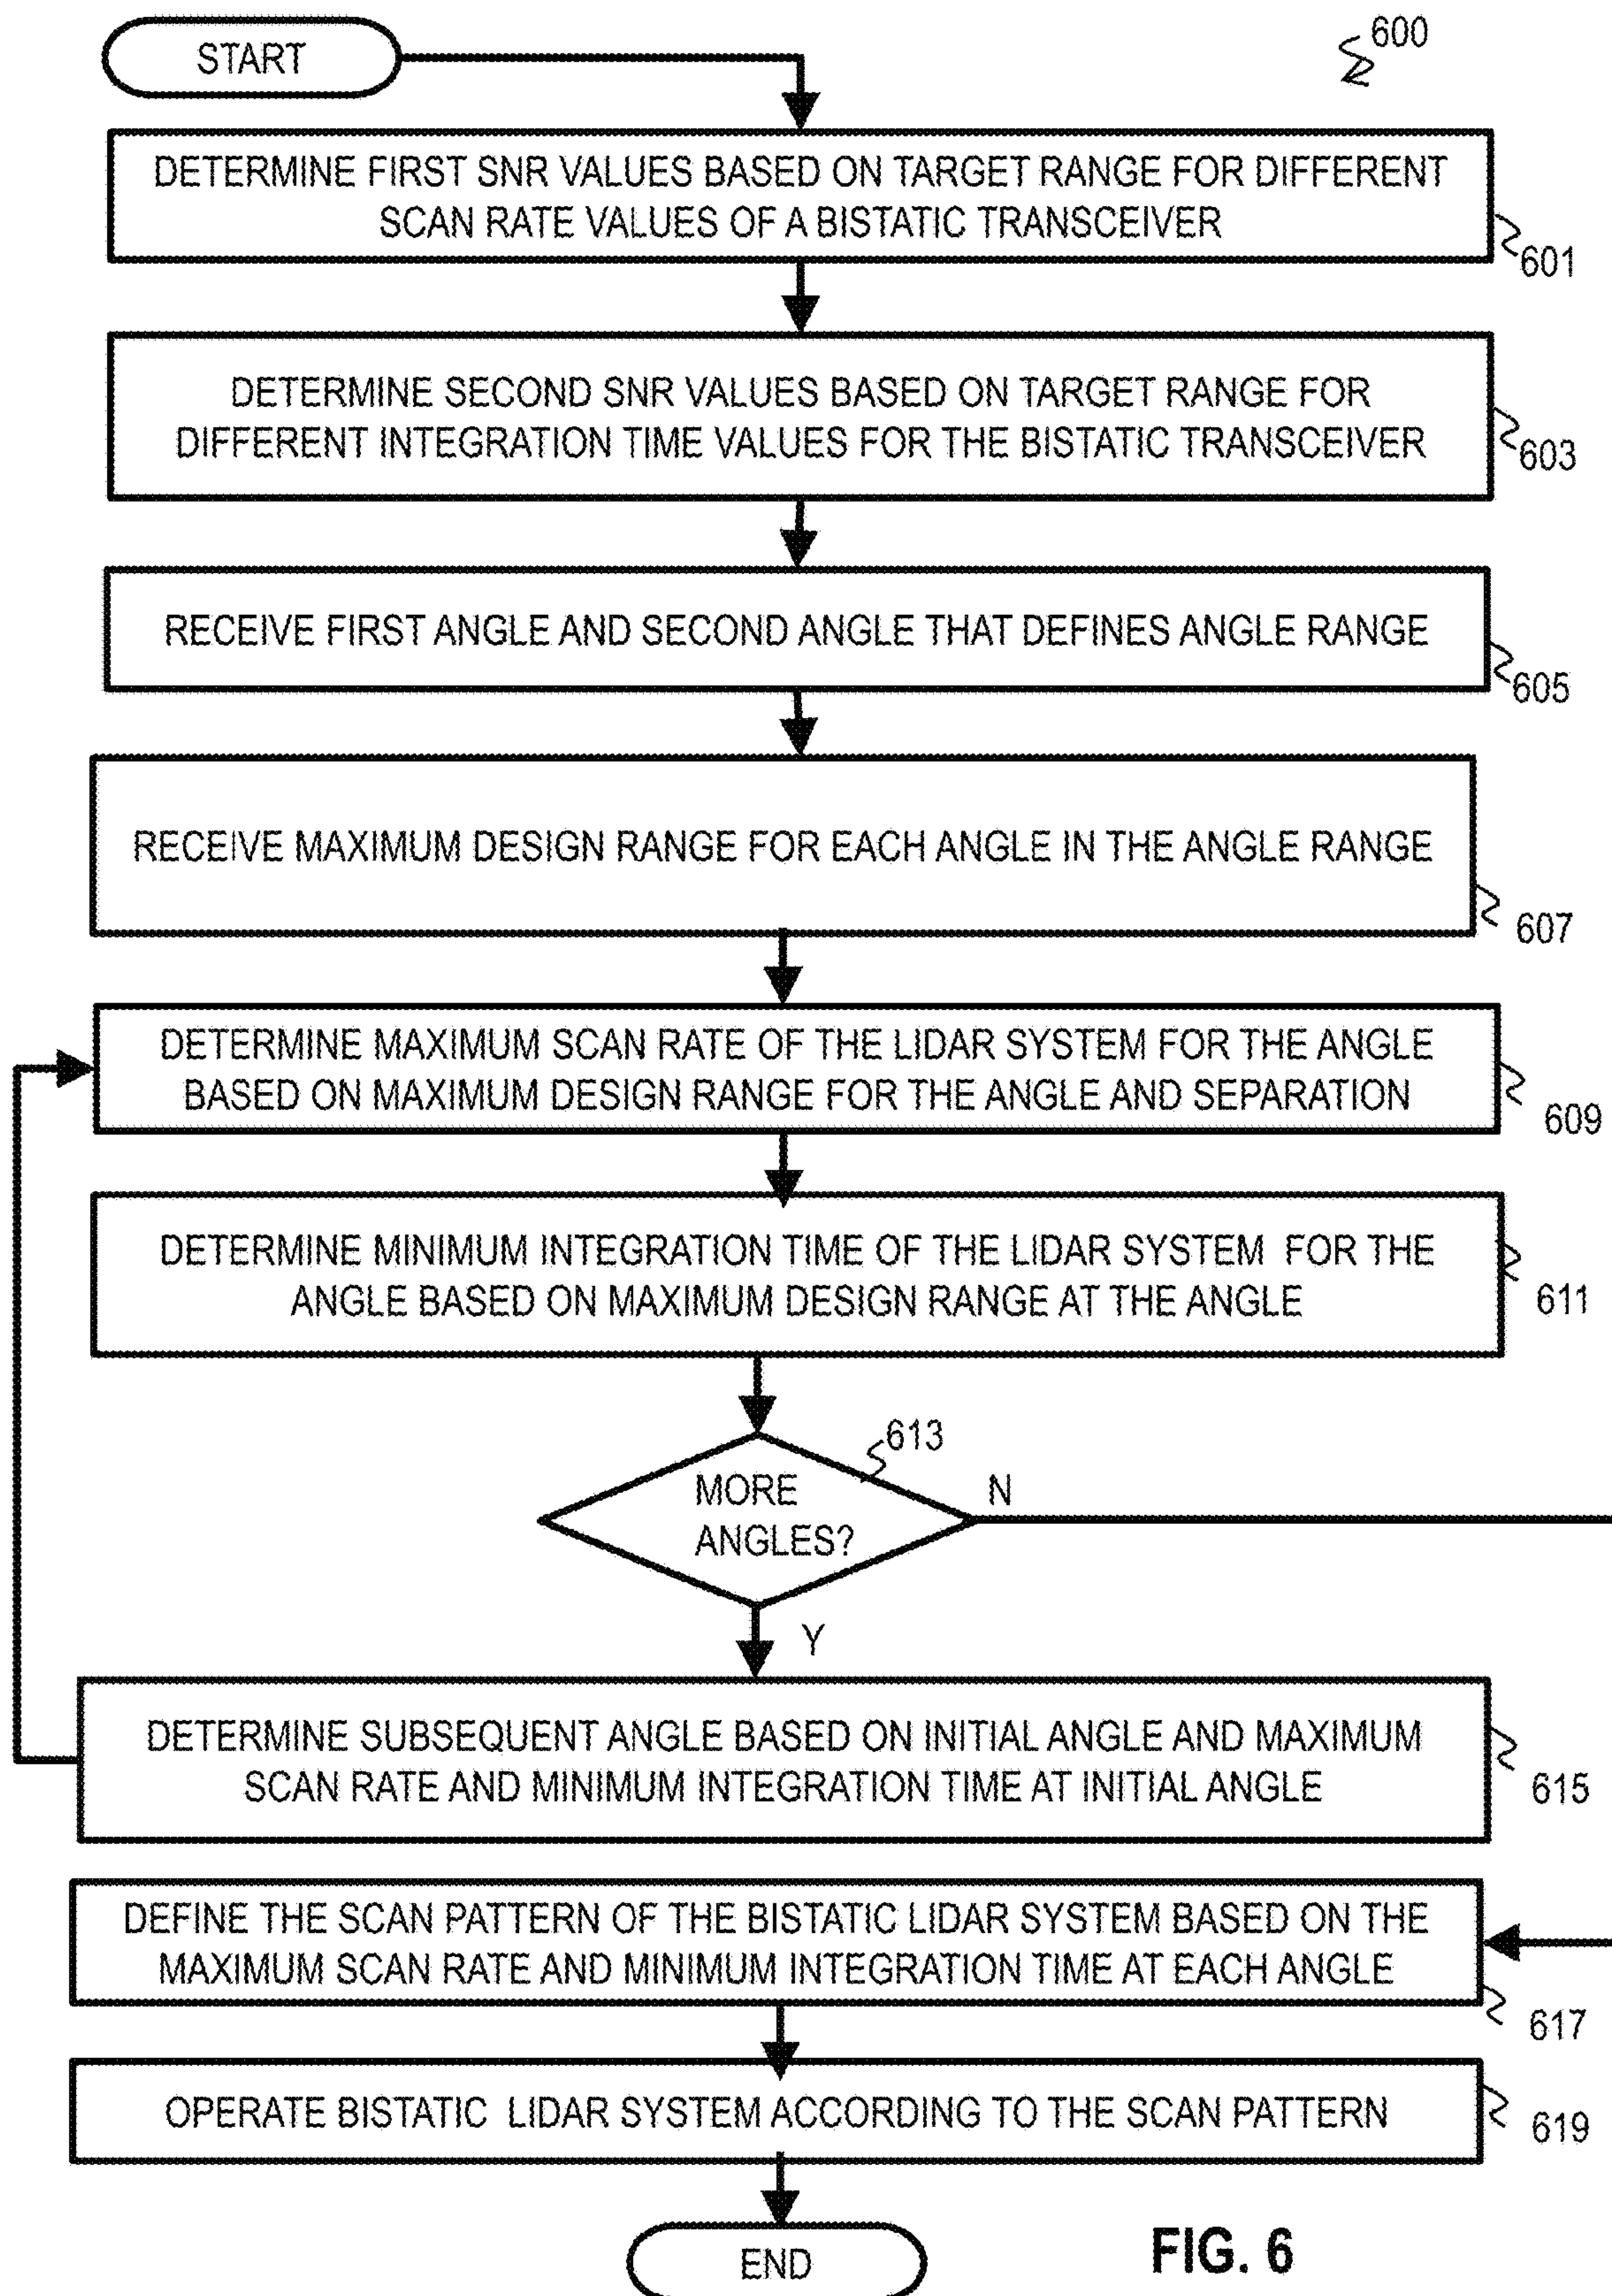 START
600
DETERMINE FIRST SNR VALUES BASED ON TARGET RANGE FOR DIFFERENT
SCAN RATE VALUES OF A BISTATIC TRANSCEIVER
601
DETERMINE SECOND SNR VALUES BASED ON TARGET RANGE FOR
DIFFERENT INTEGRATION TIME VALUES FOR THE BISTATIC TRANSCEIVER
603
RECEIVE FIRST ANGLE AND SECOND ANGLE THAT DEFINES ANGLE RANGE
605
RECEIVE MAXIMUM DESIGN RANGE FOR EACH ANGLE IN THE ANGLE RANGE
607
DETERMINE MAXIMUM SCAN RATE OF THE LIDAR SYSTEM FOR THE ANGLE
BASED ON MAXIMUM DESIGN RANGE FOR THE ANGLE AND SEPARATION
609
DETERMINE MINIMUM INTEGRATION TIME OF THE LIDAR SYSTEM FOR THE
ANGLE BASED ON MAXIMUM DESIGN RANGE AT THE ANGLE
611
613
MORE
ANGLES?
N
Y
DETERMINE SUBSEQUENT ANGLE BASED ON INITIAL ANGLE AND MAXIMUM
SCAN RATE AND MINIMUM INTEGRATION TIME AT INITIAL ANGLE
615
DEFINE THE SCAN PATTERN OF THE BISTATIC LIDAR SYSTEM BASED ON THE
MAXIMUM SCAN RATE AND MINIMUM INTEGRATION TIME AT EACH ANGLE
617
OPERATE BISTATIC LIDAR SYSTEM ACCORDING TO THE SCAN PATTERN
619
END
FIG. 6